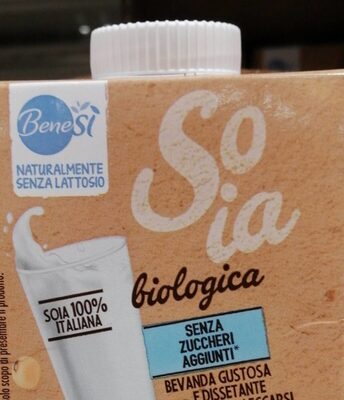 BeneSì
NATURALMENTE
SENZA LATTOSIO
So
ia
biologica
SOIA 100%
ITALIANA
SENZA
ZUCCHERI
AGGIUNTI*
BEVANDA GUSTOSA
E DISSETANTE